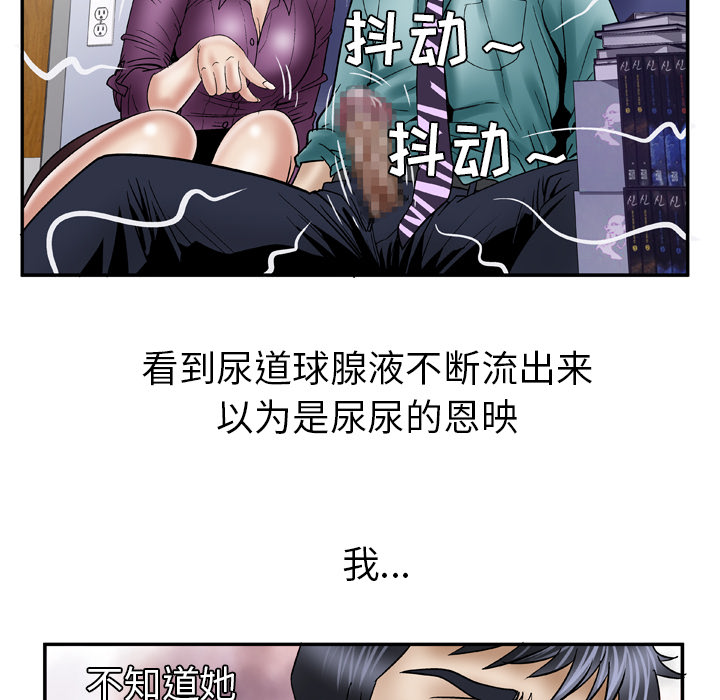 抖动~
抖动~
看到尿道球腺液不断流出来
以为是尿尿的恩映
我…
不知道她